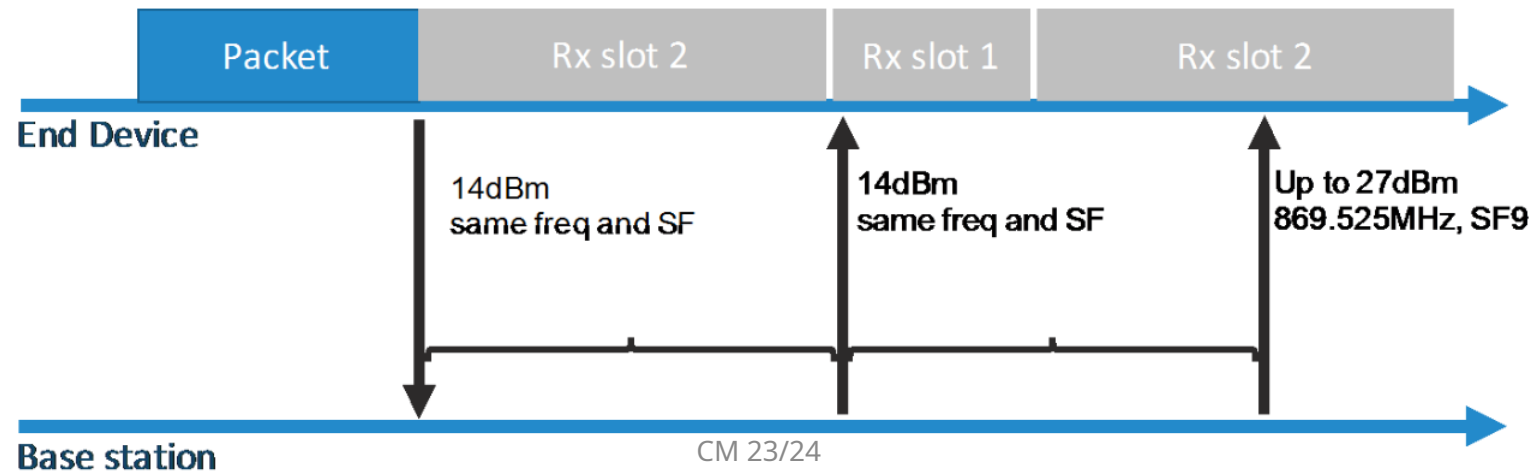 Packet
Rx slot 2
Rx slot 1
Rx slot 2
End Device
14dBm
same freq and SF
14dBm
same freq and SF
Up to 27dBm
869.525MHz, SF9
CM 23/24
Base station